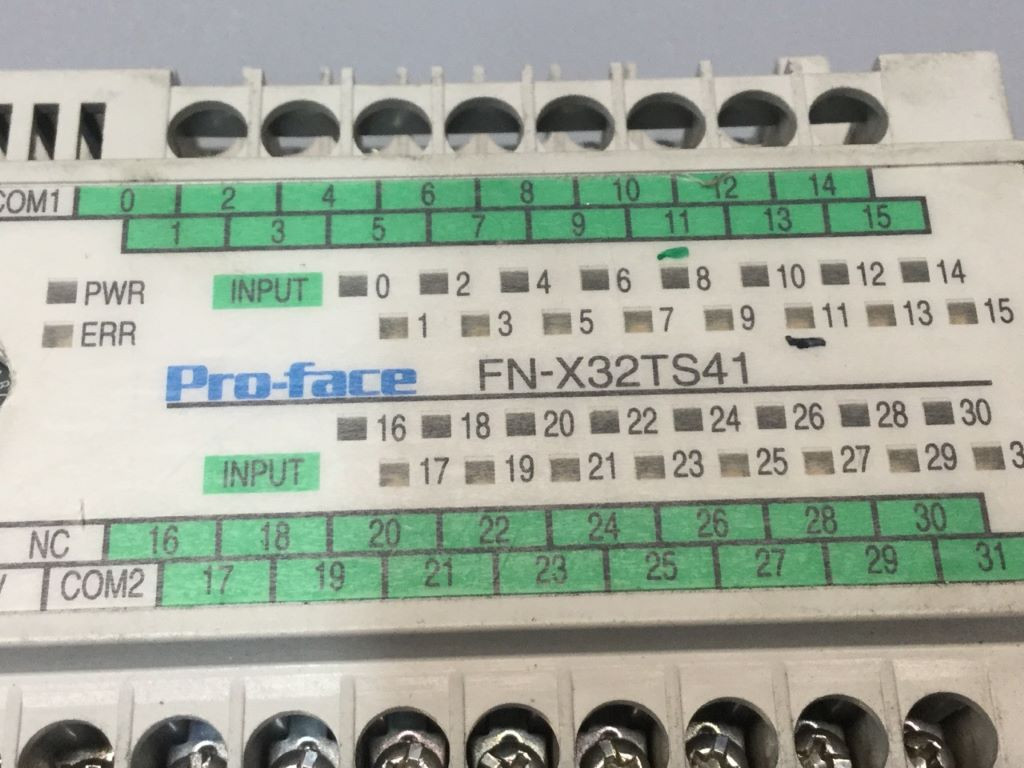 COM1 0 2 4 6 8 10 12 14
1 3 5 7 9 11 13 15
PWR INPUT 0 2 4 6 8 10 12 14
ERR 1 3 5 7 9 11 13 15
Pro-face FN-X32TS41
16 18 20 22 24 26 28 30
INPUT 17 19 21 23 25 27 29
NC 16 18 20 22 24 26 28 30
COM2 17 19 21 23 25 27 29 31